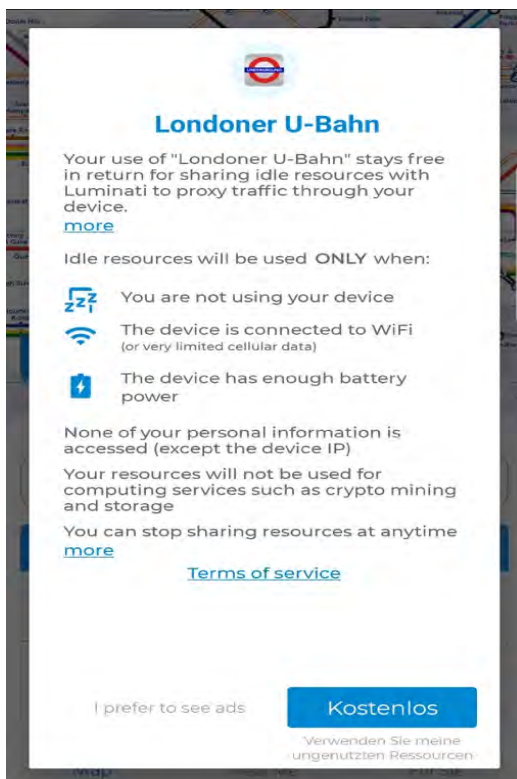 UNDERGROUND
Londoner U-Bahn
Your use of "Londoner U-Bahn" stays free
in return for sharing idle resources with
Luminati to proxy traffic through your
device.
more
Idle resources will be used ONLY when:
You are not using your device
The device is connected to WiFi
(or very limited cellular data)
The device has enough battery
power
None of your personal information is
accessed (except the device IP)
Your resources will not be used for
computing services such as crypto mining
and storage
You can stop sharing resources at anytime
more
Terms of service
I prefer to see ads
Kostenlos
Verwenden Sie meine
ungenutzten Ressourcen
Map